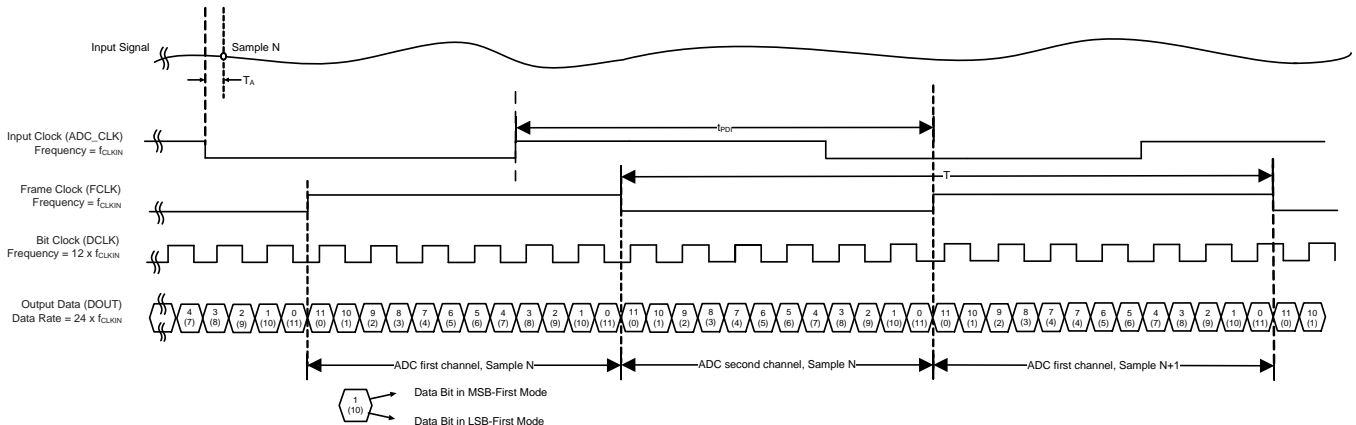 Input Signal
Sample N
T_A
Input Clock (ADC_CLK)
Frequency = f_CLKIN
t_PDI
Frame Clock (FCLK)
Frequency = f_CLKIN
T
Bit Clock (DCLK)
Frequency = 12 x f_CLKIN
Output Data (DOUT)
Data Rate = 24 x f_CLKIN
4 3 2 1 0 11 10 9 8 7 6 5 4 3 2 1 0 11 10 9 8 7 6 5 4 3 2 1 0 11 10 9 8 7 7 6 5 4 3 2 1 0 11 10
(7) (8) (9) (10) (11) (0) (1) (2) (3) (4) (5) (6) (7) (8) (9) (10) (11) (0) (1) (2) (3) (4) (5) (6) (7) (8) (9) (10) (11) (0) (1) (2) (3) (4) (4) (5) (6) (7) (8) (9) (10) (11) (0) (1)
ADC first channel, Sample N
ADC second channel, Sample N
ADC first channel, Sample N+1
1
(10)
Data Bit in MSB-First Mode
Data Bit in LSB-First Mode